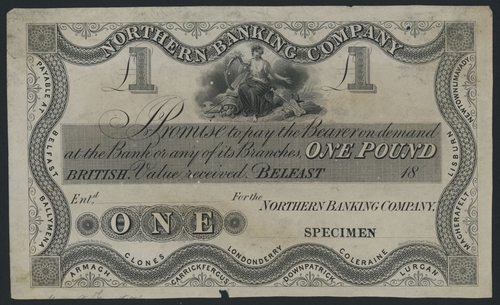 NORTHERN BANKING COMPANY
£1 £1
Promise to pay the Bearer on demand
at the Bank or any of its Branches, ONE POUND
BRITISH. Value received. BELFAST 18
Ent.d For the NORTHERN BANKING COMPANY.
ONE
SPECIMEN
PAYABLE AT
BELFAST
BALLYMENA
ARMAGH
CLONES
CARRICKFERGUS
LONDONDERRY
DOWNPATRICK
COLERAINE
LURGAN
MAGHERAFELT
LISBURN
NEWTOWNLIMAVADY